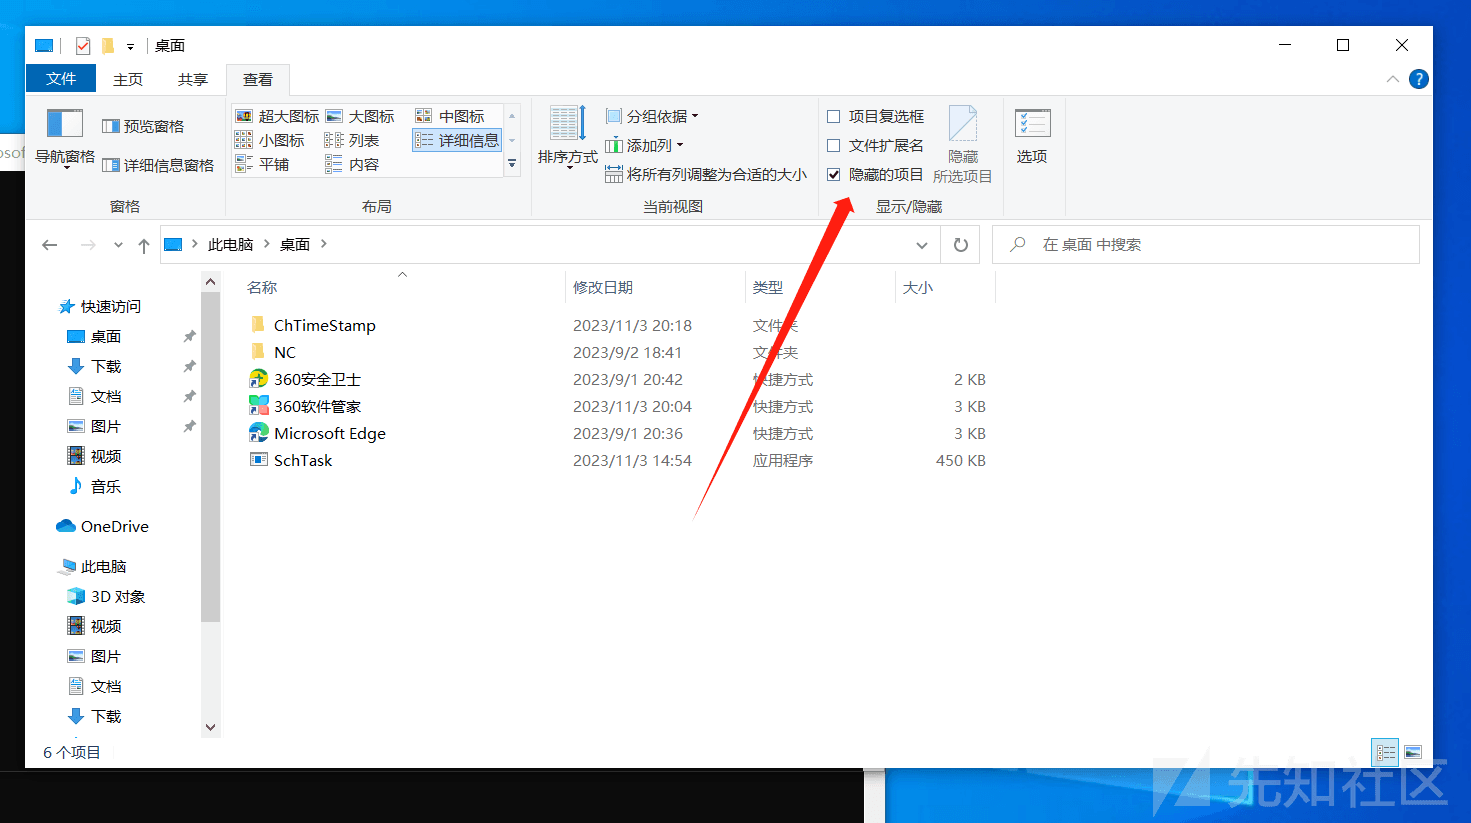 桌面
文件 主页 共享 查看
导航窗格
预览窗格
详细信息窗格
窗格
超大图标 大图标 中图标
小图标 列表 详细信息
平铺 内容
布局
排序方式
分组依据
添加列
将所有列调整为合适的大小
当前视图
项目复选框
文件扩展名
隐藏的项目
隐藏
所选项目
显示/隐藏
选项
此电脑 桌面
在 桌面 中搜索
名称 修改日期 类型 大小
ChTimeStamp 2023/11/3 20:18 文件夹
NC 2023/9/2 18:41 文件夹
360安全卫士 2023/9/1 20:42 快捷方式 2 KB
360软件管家 2023/11/3 20:04 快捷方式 3 KB
Microsoft Edge 2023/9/1 20:36 快捷方式 3 KB
SchTask 2023/11/3 14:54 应用程序 450 KB
快速访问
桌面
下载
文档
图片
视频
音乐
OneDrive
此电脑
3D 对象
视频
图片
文档
下载
6 个项目
先知社区